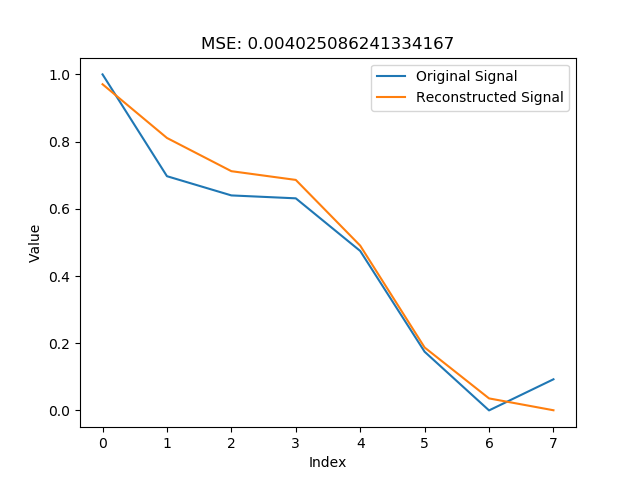 MSE: 0.004025086241334167
Original Signal
Reconstructed Signal
Value
1.0
0.8
0.6
0.4
0.2
0.0
0 1 2 3 4 5 6 7
Index